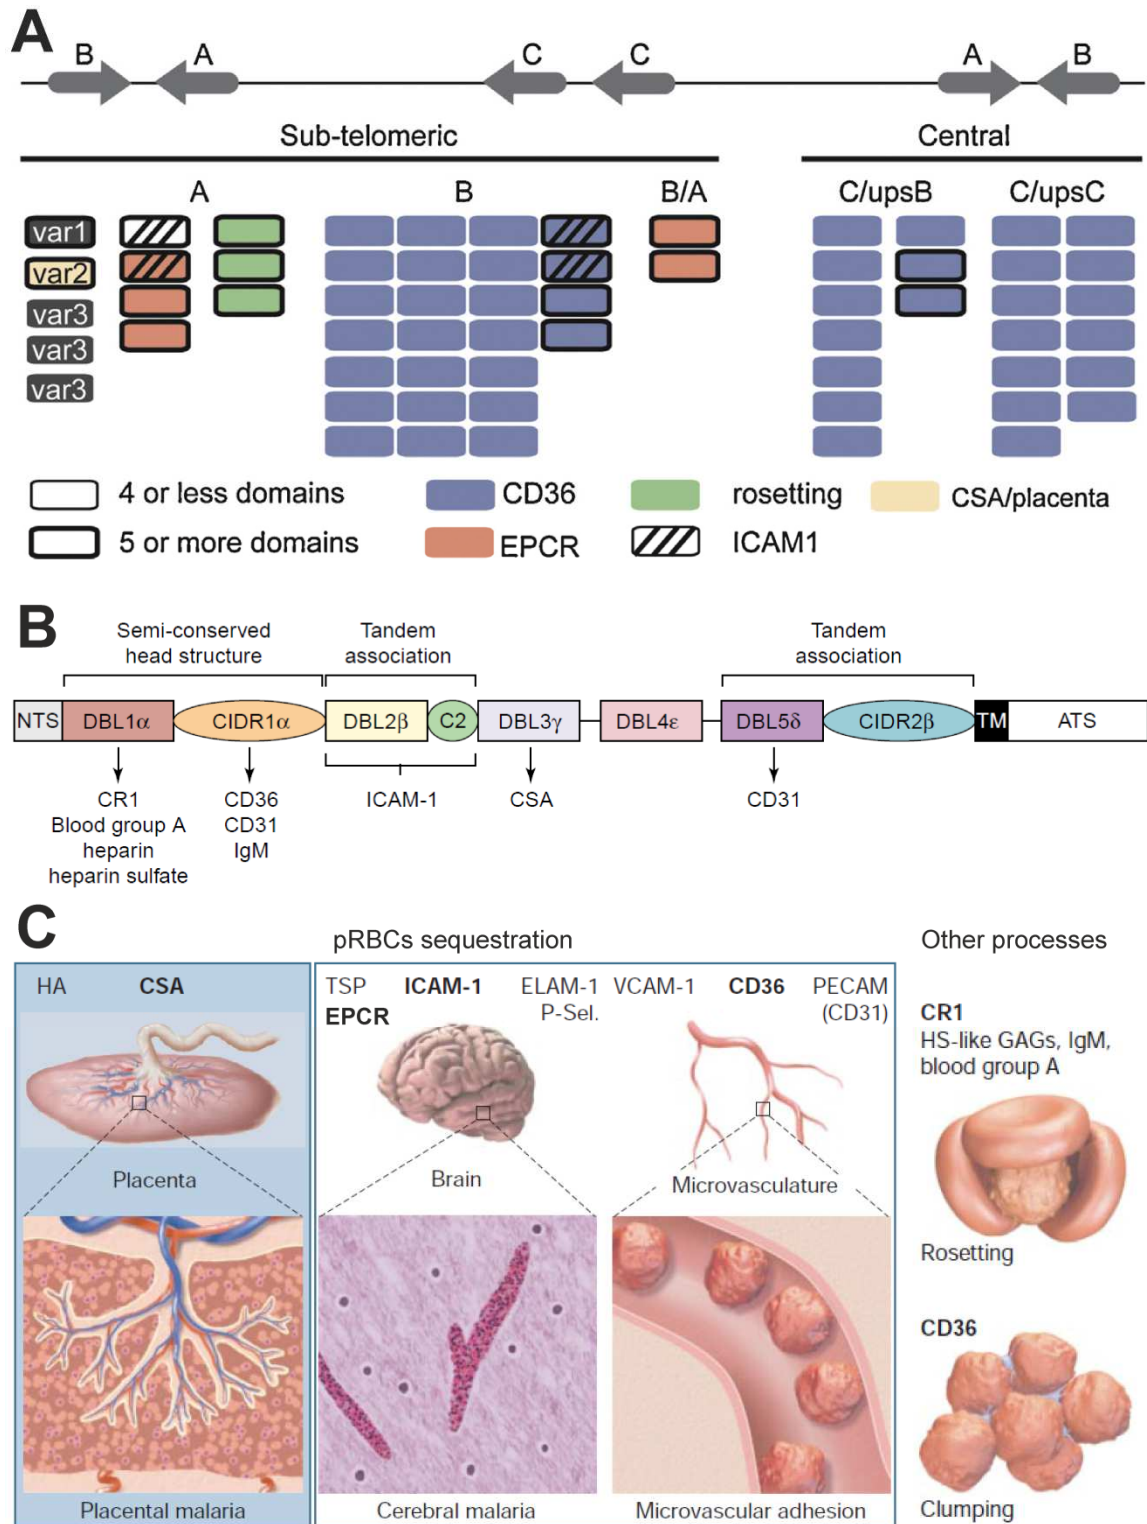 A
B A C C A B
Sub-telomeric Central
A B B/A C/upsB C/upsC
var1
var2
var3
var3
var3
4 or less domains CD36 rosetting CSA/placenta
5 or more domains EPCR ICAM1
B
Semi-conserved
head structure
Tandem
association
Tandem
association
NTS DBL1α CIDR1α DBL2β C2 DBL3γ DBL4ε DBL5δ CIDR2β TM ATS
CR1
Blood group A
heparin
heparin sulfate
CD36
CD31
IgM
ICAM-1
CSA
CD31
C
pRBCs sequestration
Other processes
HA CSA
Placenta
Placental malaria
TSP ICAM-1 ELAM-1
EPCR P-Sel.
Brain
Cerebral malaria
VCAM-1 CD36 PECAM
(CD31)
Microvasculature
Microvascular adhesion
CR1
HS-like GAGs, IgM,
blood group A
Rosetting
CD36
Clumping